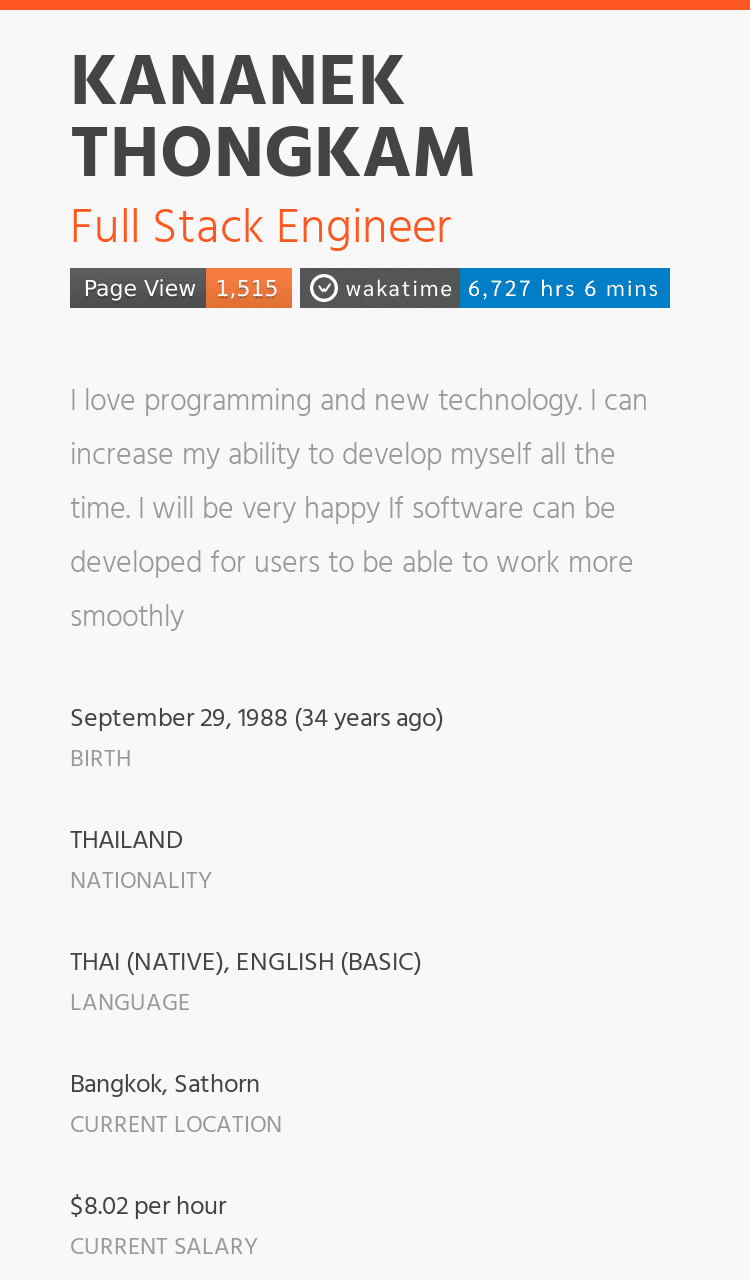 KANANEK
THONGKAM
Full Stack Engineer
Page View 1,515 wakatime 6,727 hrs 6 mins
I love programming and new technology. I can
increase my ability to develop myself all the
time. I will be very happy If software can be
developed for users to be able to work more
smoothly
September 29, 1988 (34 years ago)
BIRTH
THAILAND
NATIONALITY
THAI (NATIVE), ENGLISH (BASIC)
LANGUAGE
Bangkok, Sathorn
CURRENT LOCATION
$8.02 per hour
CURRENT SALARY